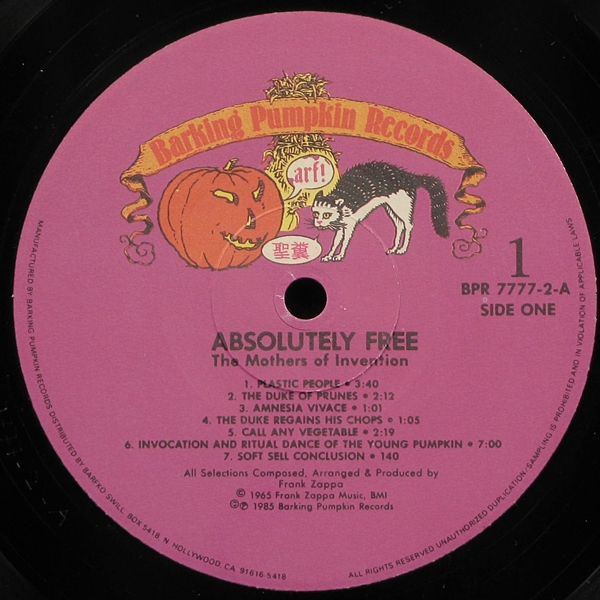 Barking Pumpkin Records
arf!
聖糞
1
BPR 7777-2-A
SIDE ONE
ABSOLUTELY FREE
The Mothers of Invention
1. PLASTIC PEOPLE • 3:40
2. THE DUKE OF PRUNES • 2:12
3. AMNESIA VIVACE • 1:01
4. THE DUKE REGAINS HIS CHOPS • 1:05
5. CALL ANY VEGETABLE • 2:19
6. INVOCATION AND RITUAL DANCE OF THE YOUNG PUMPKIN • 7:00
7. SOFT SELL CONCLUSION • 140
All Selections Composed, Arranged & Produced by
Frank Zappa
© 1965 Frank Zappa Music, BMI
©℗ 1985 Barking Pumpkin Records
MANUFACTURED BY BARKING PUMPKIN RECORDS DISTRIBUTED BY BARFKO SWILL BOX 5418 N HOLLYWOOD, CA 91616 5418
ALL RIGHTS RESERVED UNAUTHORIZED DUPLICATION/SAMPLING IS PROHIBITED AND IN VIOLATION OF APPLICABLE LAWS